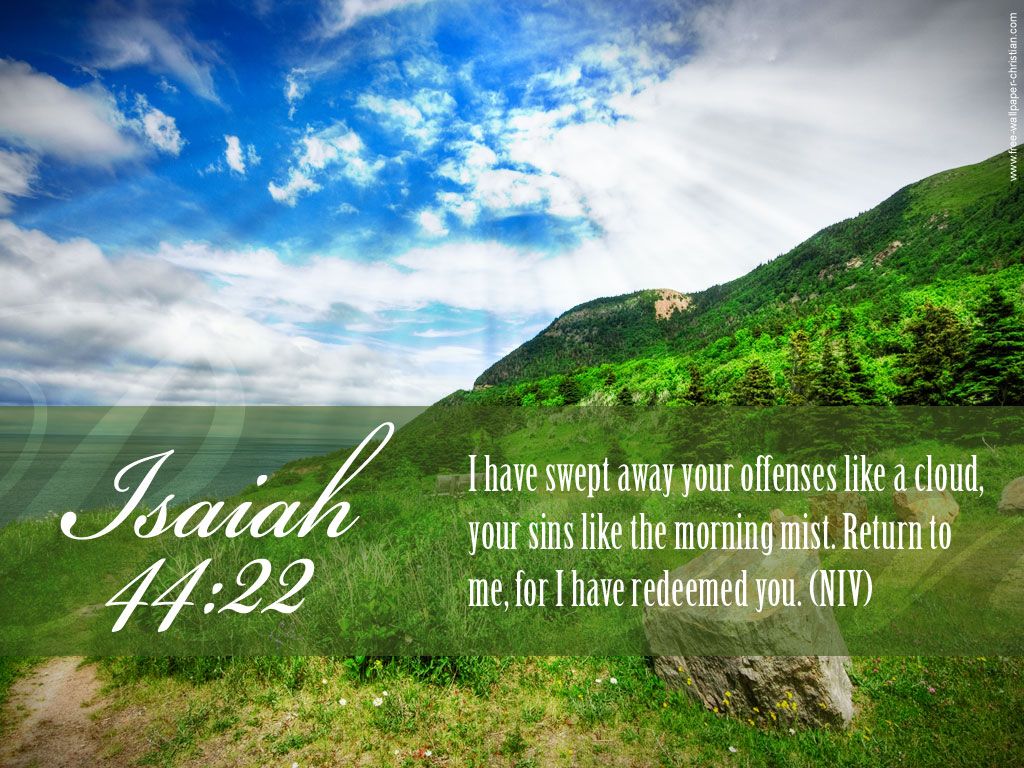 Isaiah
44:22
I have swept away your offenses like a cloud,
your sins like the morning mist. Return to
me, for I have redeemed you. (NIV)
www.free-wallpaper-christian.com